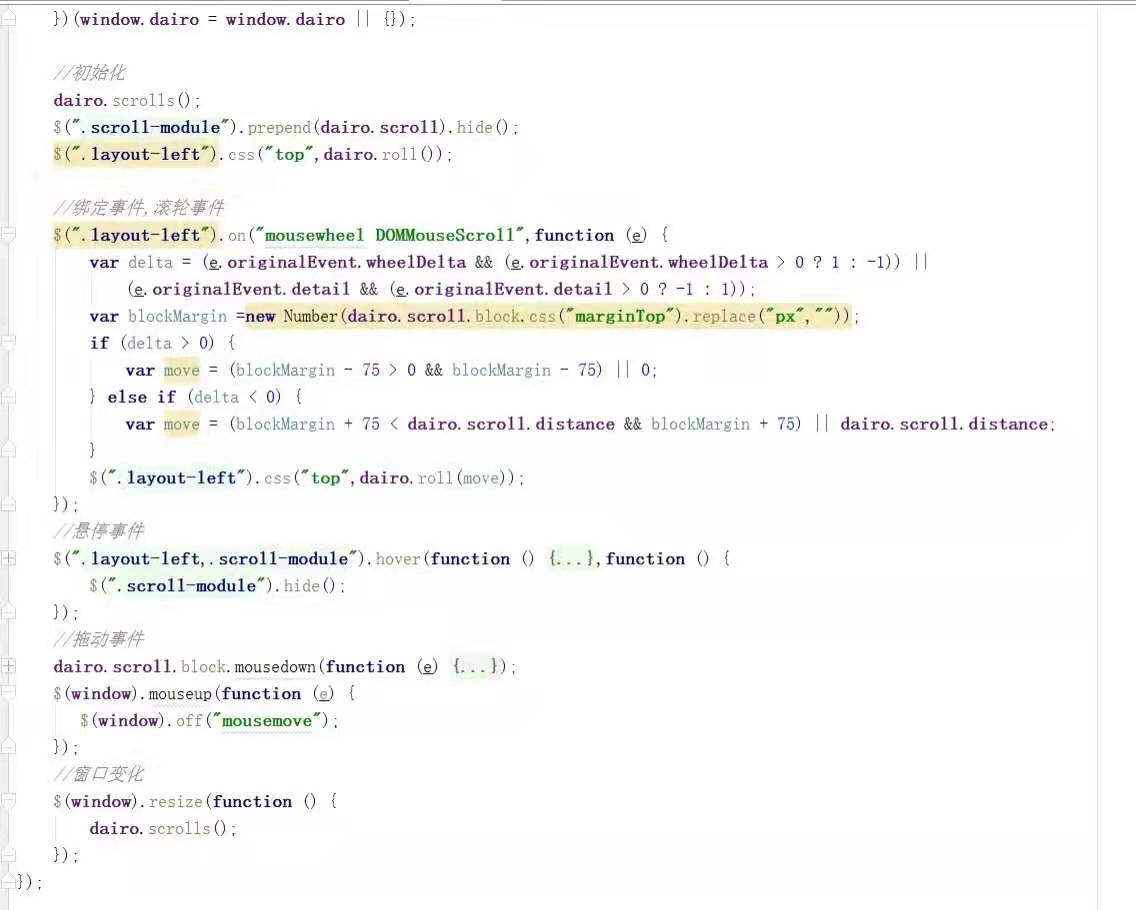 })(window.dairo = window.dairo || {});
//初始化
dairo.scrolls();
$(".scroll-module").prepend(dairo.scroll).hide();
$(".layout-left").css("top",dairo.roll());
//绑定事件,滚轮事件
$(".layout-left").on("mousewheel DOMMouseScroll",function (e) {
var delta = (e.originalEvent.wheelDelta && (e.originalEvent.wheelDelta > 0 ? 1 : -1)) ||
(e.originalEvent.detail && (e.originalEvent.detail > 0 ? -1 : 1));
var blockMargin =new Number(dairo.scroll.block.css("marginTop").replace("px",""));
if (delta > 0) {
var move = (blockMargin - 75 > 0 && blockMargin - 75) || 0;
} else if (delta < 0) {
var move = (blockMargin + 75 < dairo.scroll.distance && blockMargin + 75) || dairo.scroll.distance;
}
$(".layout-left").css("top",dairo.roll(move));
});
//悬停事件
$(".layout-left,.scroll-module").hover(function () {...},function () {
$(".scroll-module").hide();
});
//拖动事件
dairo.scroll.block.mousedown(function (e) {...});
$(window).mouseup(function (e) {
$(window).off("mousemove");
});
//窗口变化
$(window).resize(function () {
dairo.scrolls();
});
});